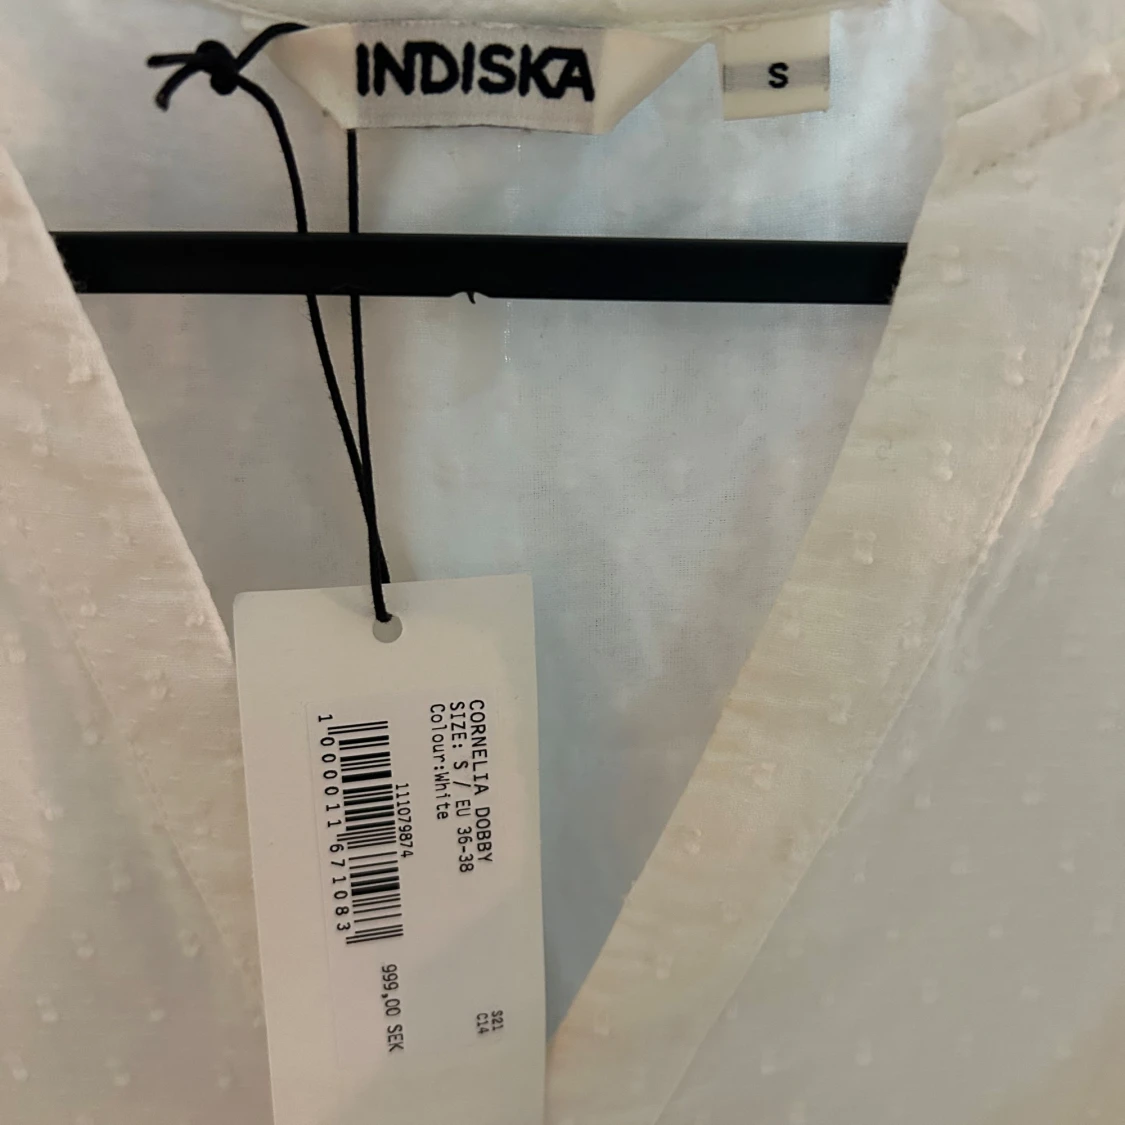 INDISKA
S
CORNELIA DOBBY
SIZE: S / EU 36-38
Colour:White
111079874
1 000011 671083
999,00 SEK
S21
C14